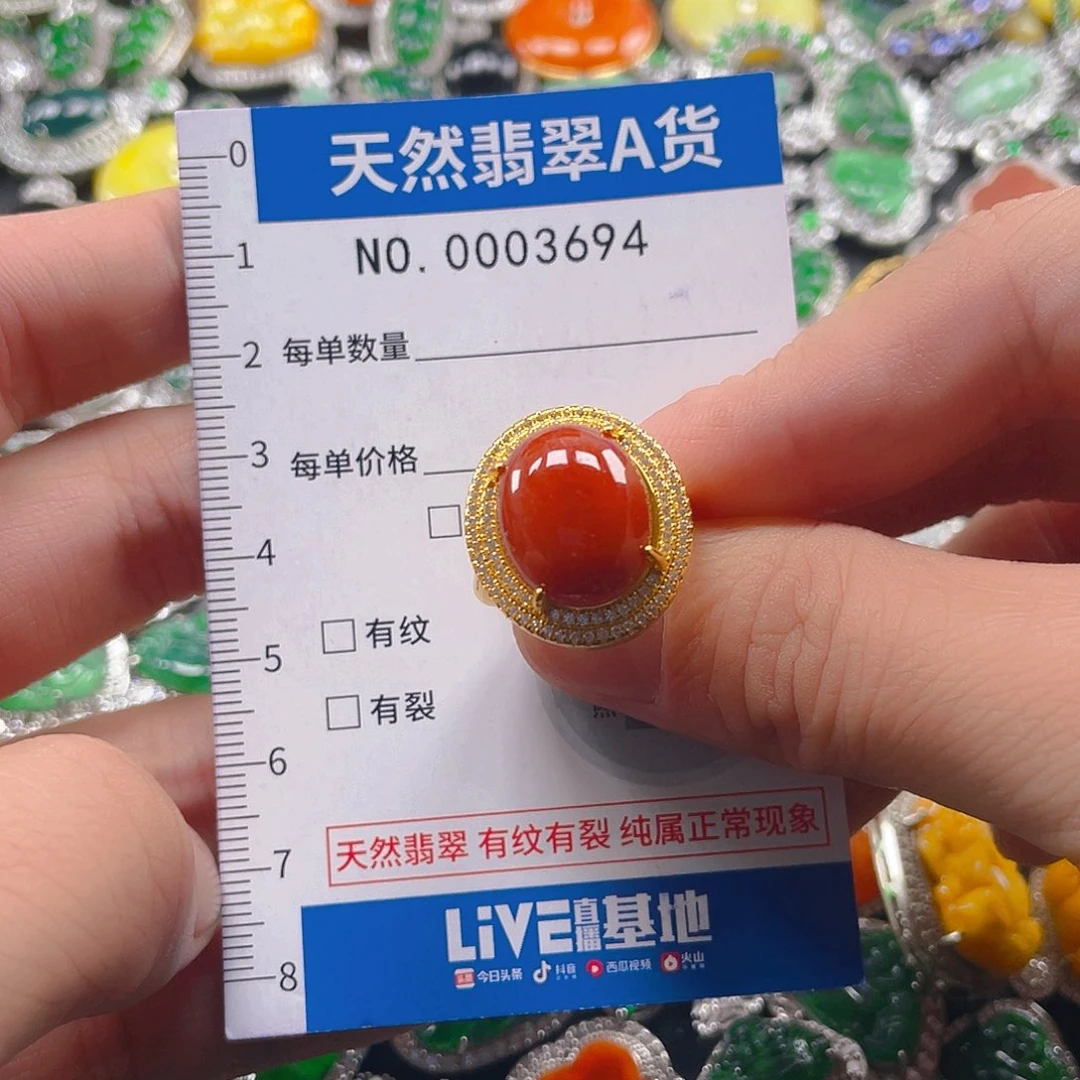 天然翡翠A货
NO. 0003694
0
1
2
3
4
5
6
7
8
每单数量
每单价格
有纹
有裂
天然翡翠 有纹有裂 纯属正常现象
LiVE直播基地
今日头条 抖音 西瓜视频 火山